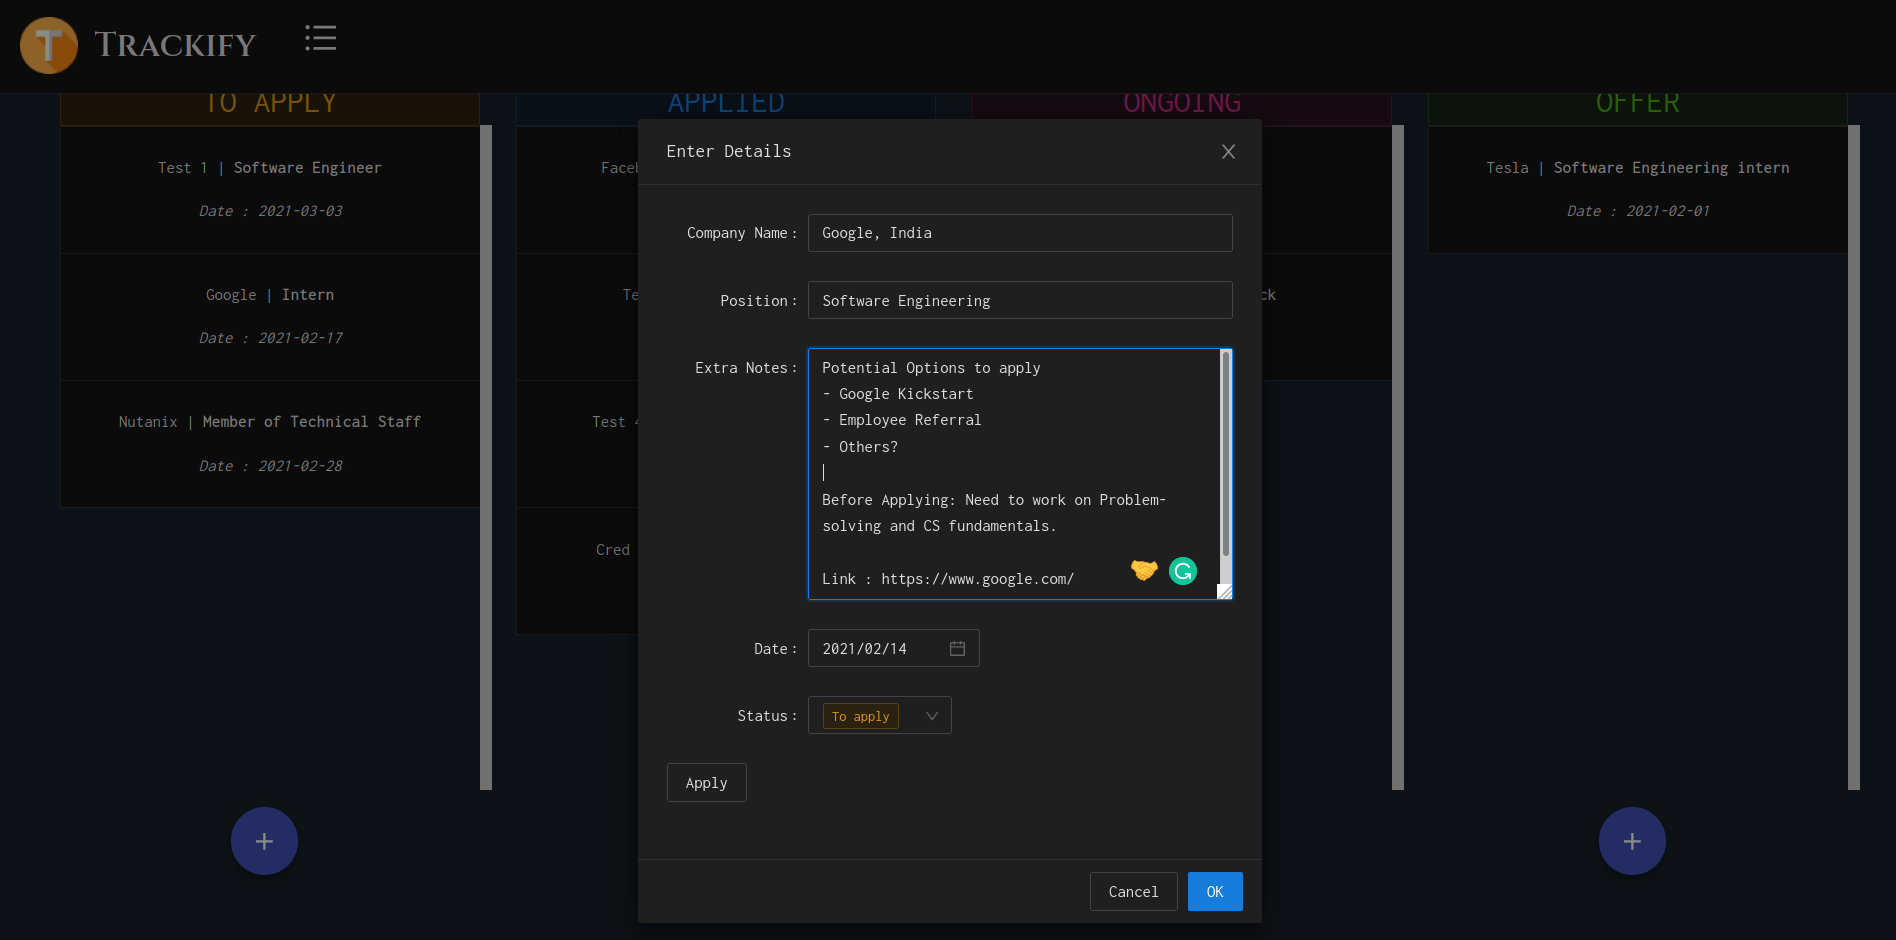 T TRACKIFY
TO APPLY
APPLIED
ONGOING
OFFER
Test 1 | Software Engineer
Date : 2021-03-03
Google | Intern
Date : 2021-02-17
Nutanix | Member of Technical Staff
Date : 2021-02-28
Test 4
Cred
Tesla | Software Engineering intern
Date : 2021-02-01
Enter Details
Company Name : Google, India
Position : Software Engineering
Extra Notes : Potential Options to apply
- Google Kickstart
- Employee Referral
- Others?
Before Applying: Need to work on Problem-
solving and CS fundamentals.
Link : https://www.google.com/
Date : 2021/02/14
Status : To apply
Apply
+
+
Cancel OK